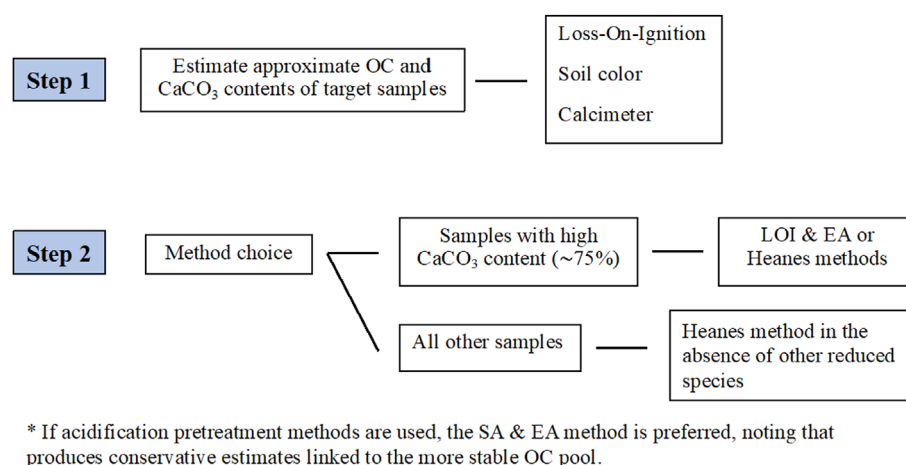 Step 1
Estimate approximate OC and
CaCO₃ contents of target samples
Loss-On-Ignition
Soil color
Calcimeter
Step 2
Method choice
Samples with high
CaCO₃ content (~75%)
LOI & EA or
Heanes methods
All other samples
Heanes method in the
absence of other reduced
species
* If acidification pretreatment methods are used, the SA & EA method is preferred, noting that
produces conservative estimates linked to the more stable OC pool.